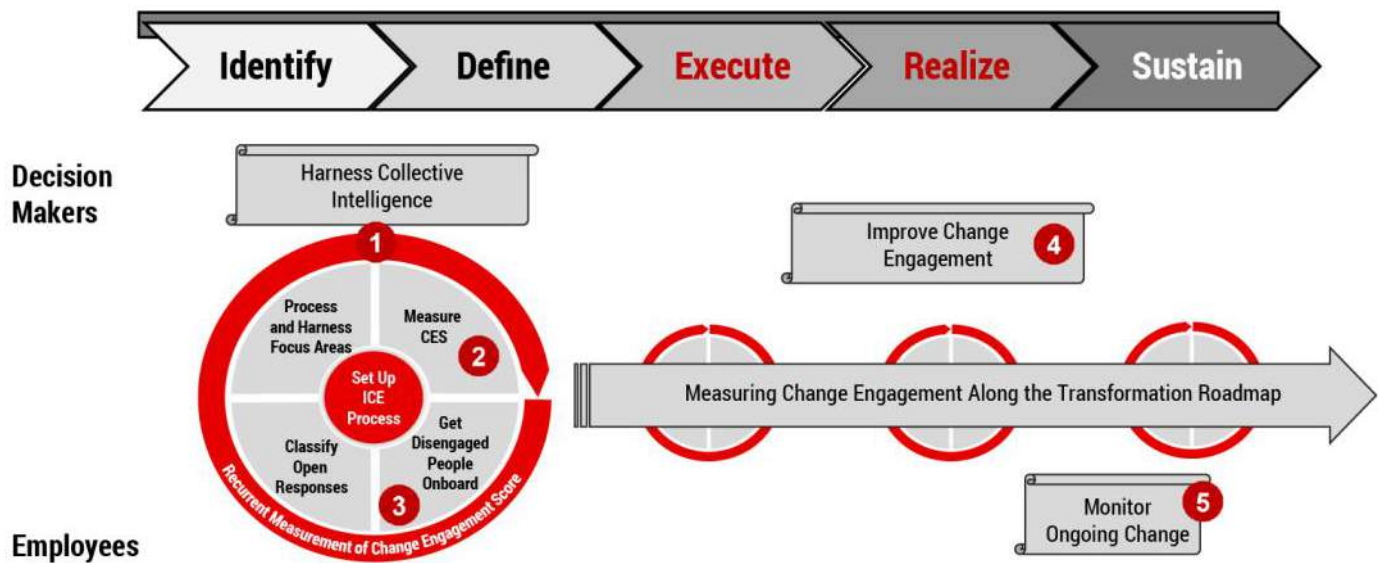 Identify
Define
Execute
Realize
Sustain
Decision
Makers
Harness Collective
Intelligence
1
Improve Change
Engagement
4
Process
and Harness
Focus Areas
Measure
CES
2
Set Up
ICE
Process
Classify
Open
Responses
Get
Disengaged
People
Onboard
3
Recurrent Measurement of Change Engagement Score
Measuring Change Engagement Along the Transformation Roadmap
Monitor
Ongoing Change
5
Employees